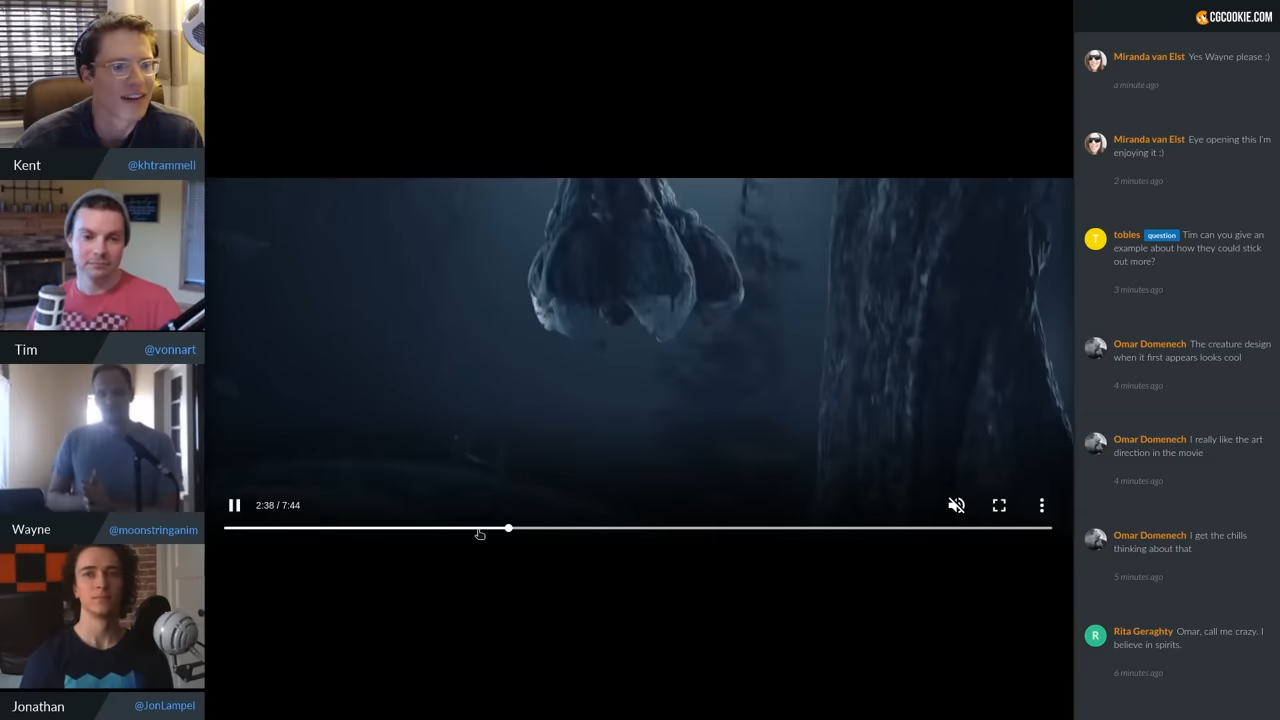 Kent
@khtrammell
Tim
@vonnart
Wayne
@moonstringanim
Jonathan
@JonLampel
2:38 / 7:44
CGCOOKIE.COM
Miranda van Elst Yes Wayne please :)
a minute ago
Miranda van Elst Eye opening this I'm
enjoying it :)
2 minutes ago
T
tobles question Tim can you give an
example about how they could stick
out more?
3 minutes ago
Omar Domenech The creature design
when it first appears looks cool
4 minutes ago
Omar Domenech I really like the art
direction in the movie
4 minutes ago
Omar Domenech I get the chills
thinking about that
5 minutes ago
R
Rita Geraghty Omar, call me crazy. I
believe in spirits.
6 minutes ago